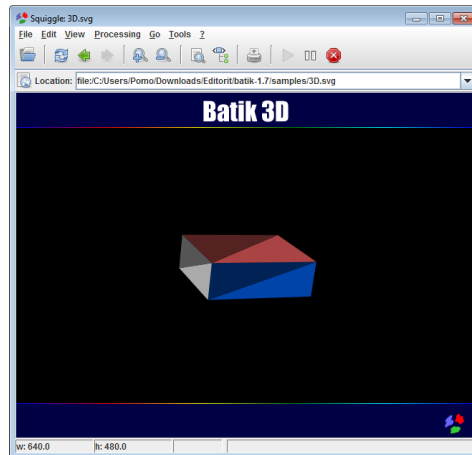 Squiggle: 3D.svg
File Edit View Processing Go Tools ?
Location: file:/C:/Users/Pomo/Downloads/Editorit/batik-1.7/samples/3D.svg
Batik 3D
w: 640.0 h: 480.0